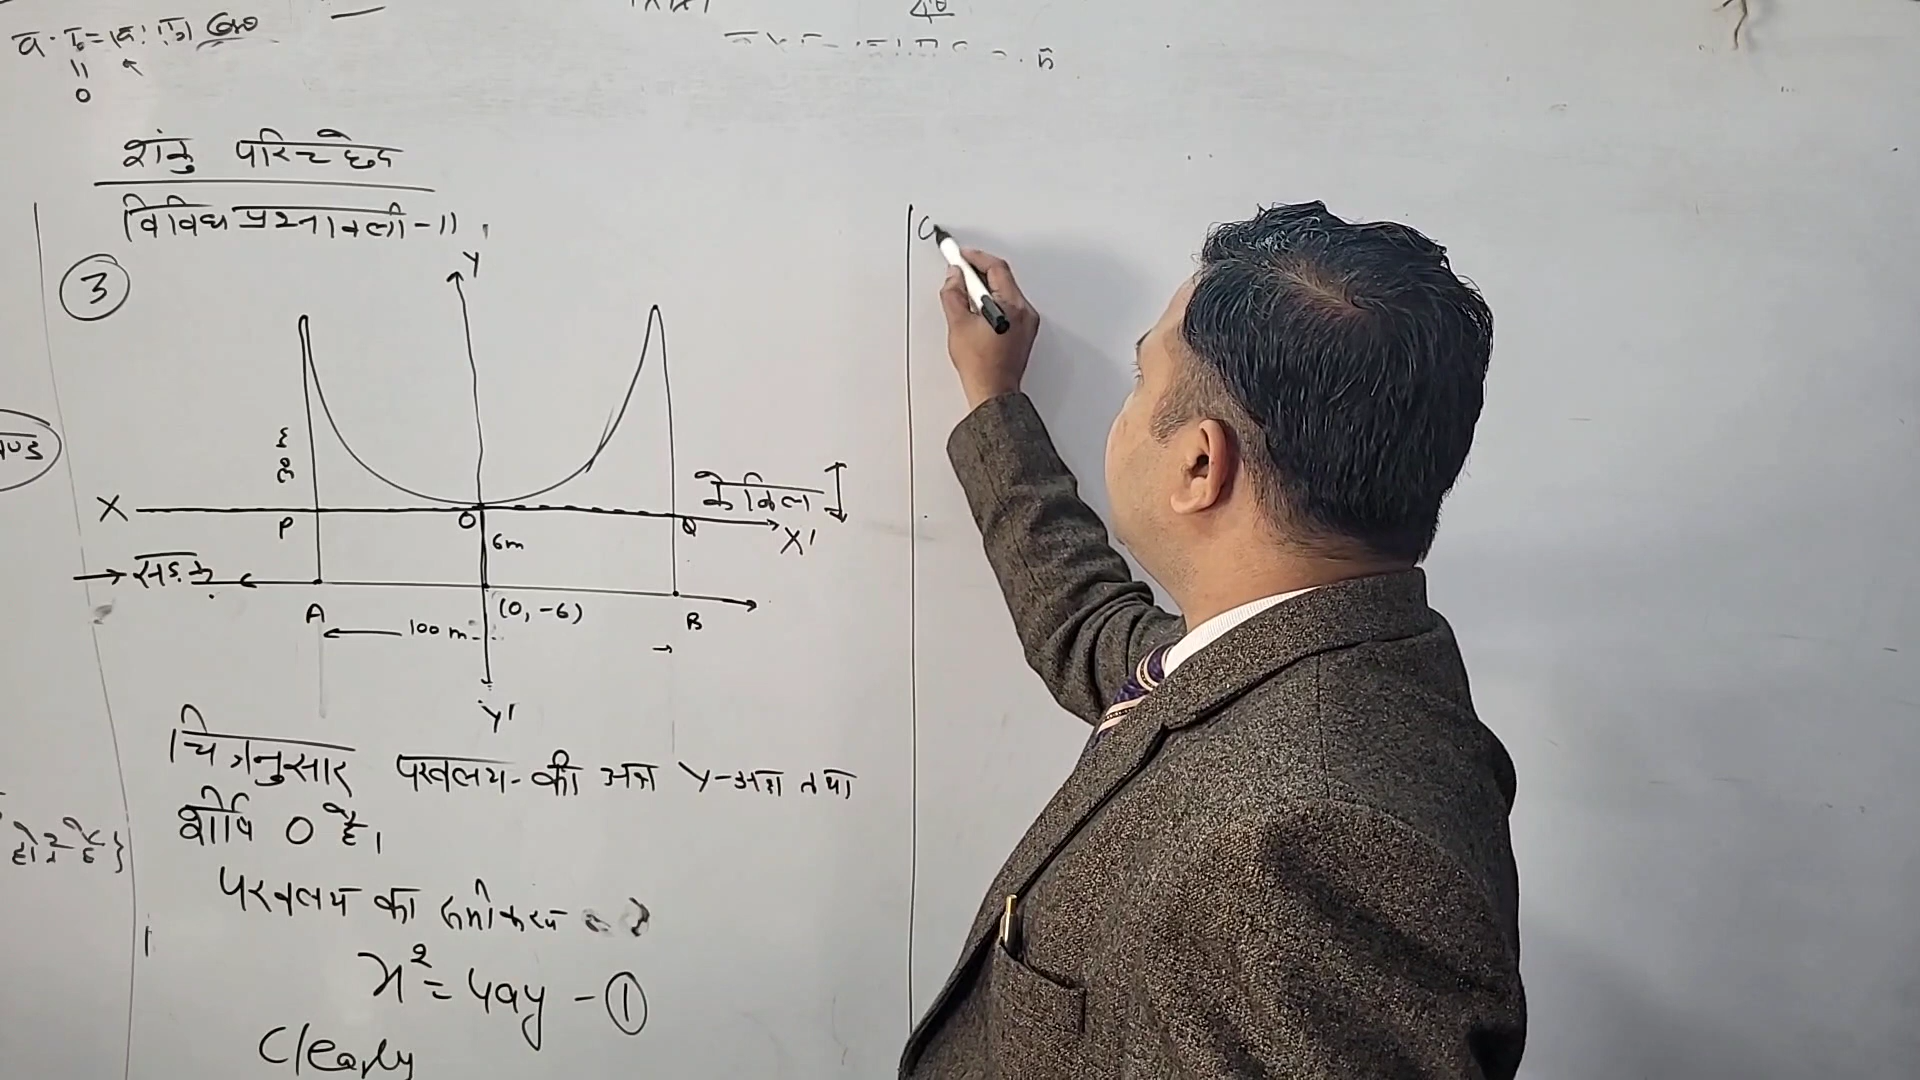 शंकु परिच्छेद
विविध प्रश्नावली-11
3
Y
केबिल
X
P
O
Q
X'
6m
→ सड़क
A
(0, -6)
B
100 m
Y'
चित्रानुसार परवलय की अक्ष Y-अक्ष तथा
शीर्ष O है।
परवलय का समीकरण
x² = 4ay - ①
Clearly